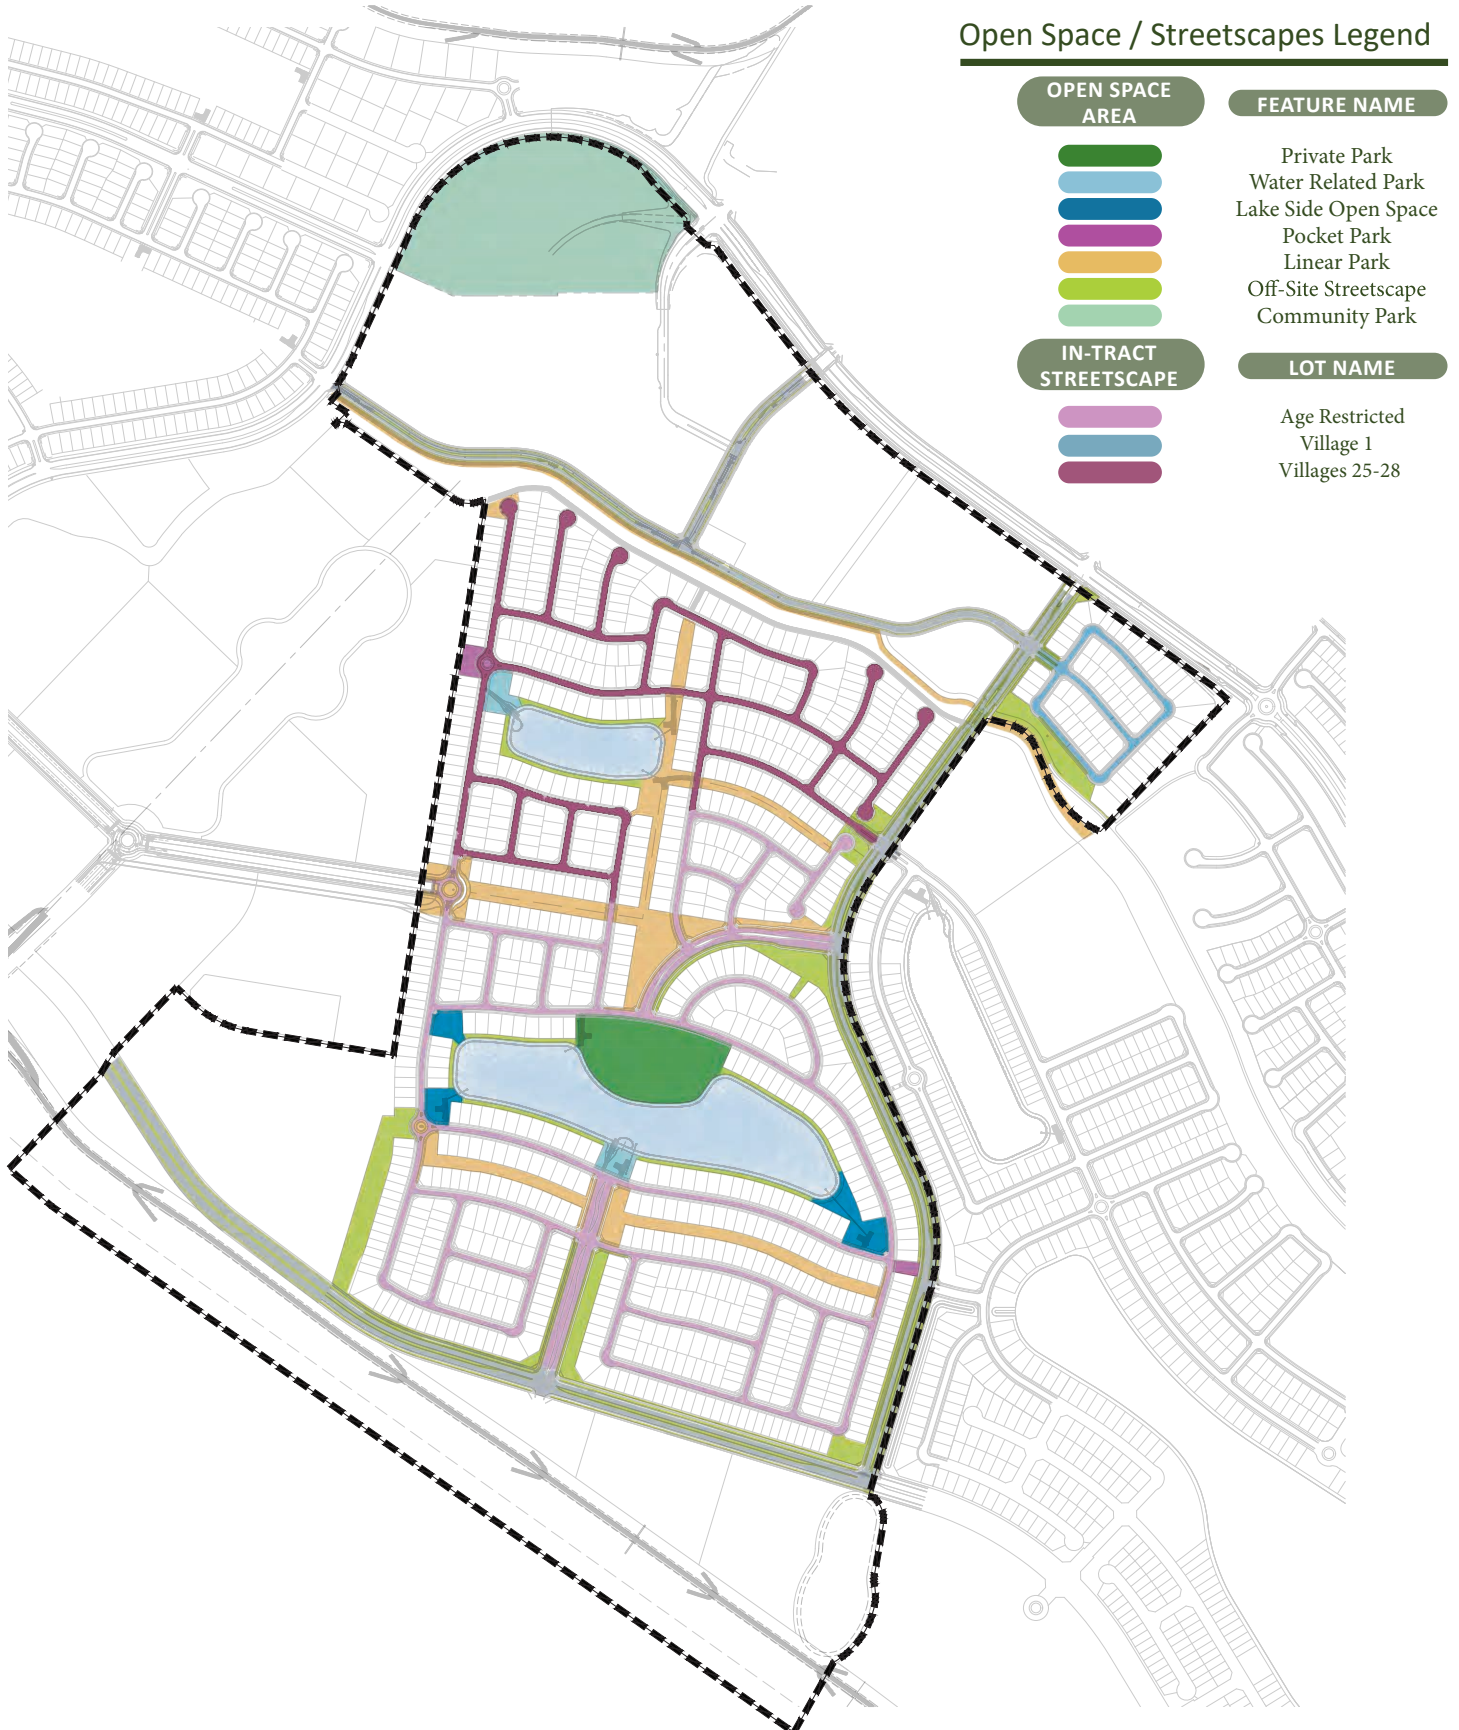 Open Space / Streetscapes Legend
OPEN SPACE
AREA
FEATURE NAME
Private Park
Water Related Park
Lake Side Open Space
Pocket Park
Linear Park
Off-Site Streetscape
Community Park
IN-TRACT
STREETSCAPE
LOT NAME
Age Restricted
Village 1
Villages 25-28